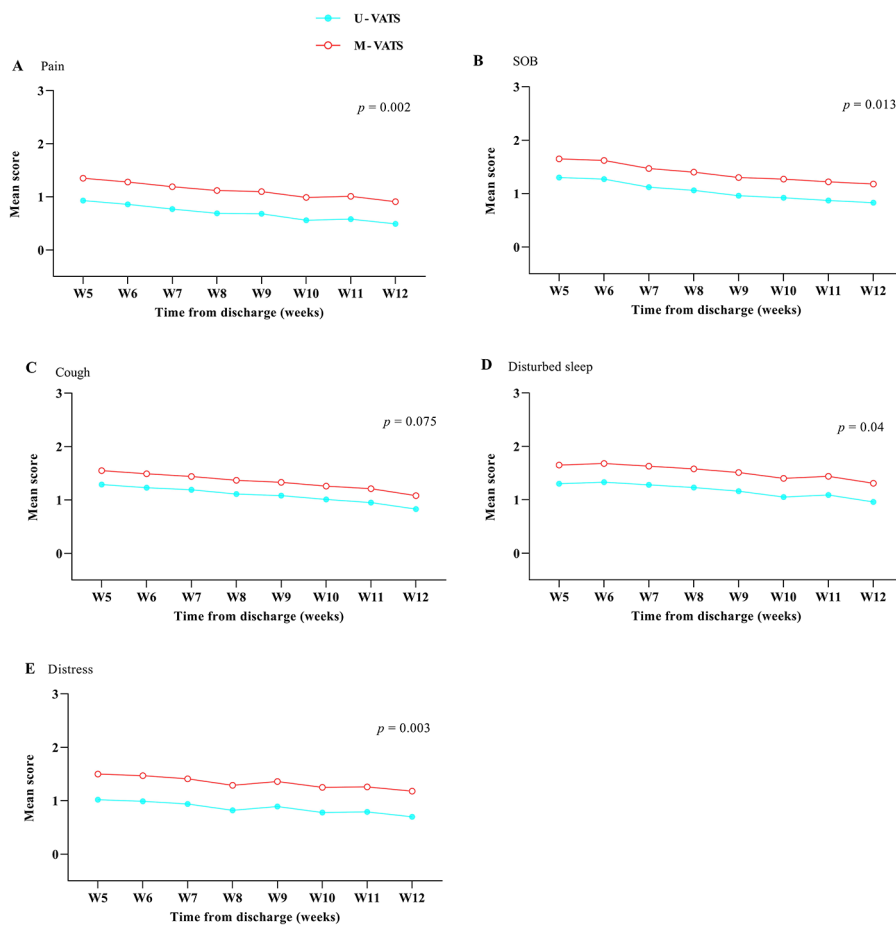 U-VATS
M-VATS
A Pain
3
2
1
0
Mean score
p = 0.002
W5 W6 W7 W8 W9 W10 W11 W12
Time from discharge (weeks)
B SOB
3
2
1
0
Mean score
p = 0.013
W5 W6 W7 W8 W9 W10 W11 W12
Time from discharge (weeks)
C Cough
3
2
1
0
Mean score
p = 0.075
W5 W6 W7 W8 W9 W10 W11 W12
Time from discharge (weeks)
D Disturbed sleep
3
2
1
0
Mean score
p = 0.04
W5 W6 W7 W8 W9 W10 W11 W12
Time from discharge (weeks)
E Distress
3
2
1
0
Mean score
p = 0.003
W5 W6 W7 W8 W9 W10 W11 W12
Time from discharge (weeks)